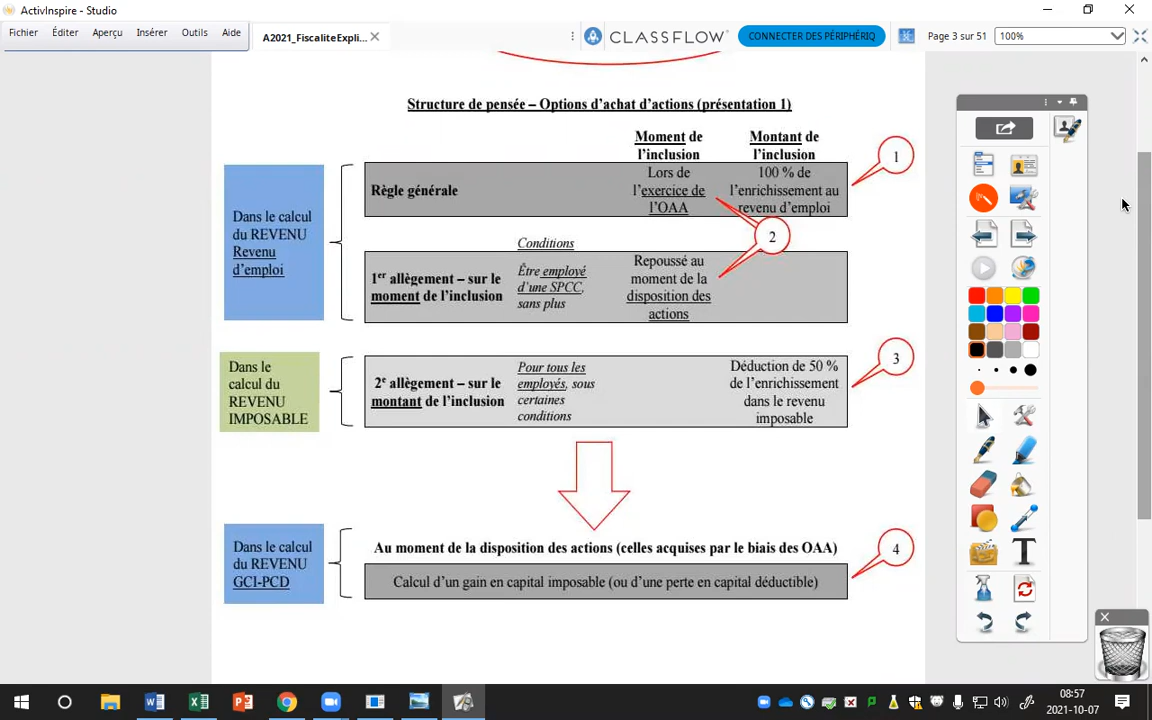 ActivInspire - Studio
Fichier Éditer Aperçu Insérer Outils Aide
A2021_FiscaliteExpli...
CLASSFLOW
CONNECTER DES PÉRIPHÉRIQ
Page 3 sur 51
100%
Structure de pensée – Options d'achat d'actions (présentation 1)
Moment de
l'inclusion
Montant de
l'inclusion
1
Dans le calcul
du REVENU
Revenu
d'emploi
Règle générale
Lors de
l'exercice de
l'OAA
100 % de
l'enrichissement au
revenu d'emploi
2
1er allègement – sur le
moment de l'inclusion
Conditions
Être employé
d'une SPCC,
sans plus
Repoussé au
moment de la
disposition des
actions
Dans le
calcul du
REVENU
IMPOSABLE
2e allègement – sur le
montant de l'inclusion
Pour tous les
employés, sous
certaines
conditions
Déduction de 50 %
de l'enrichissement
dans le revenu
imposable
3
Dans le calcul
du REVENU
GCI-PCD
Au moment de la disposition des actions (celles acquises par le biais des OAA)
Calcul d'un gain en capital imposable (ou d'une perte en capital déductible)
4
08:57
2021-10-07